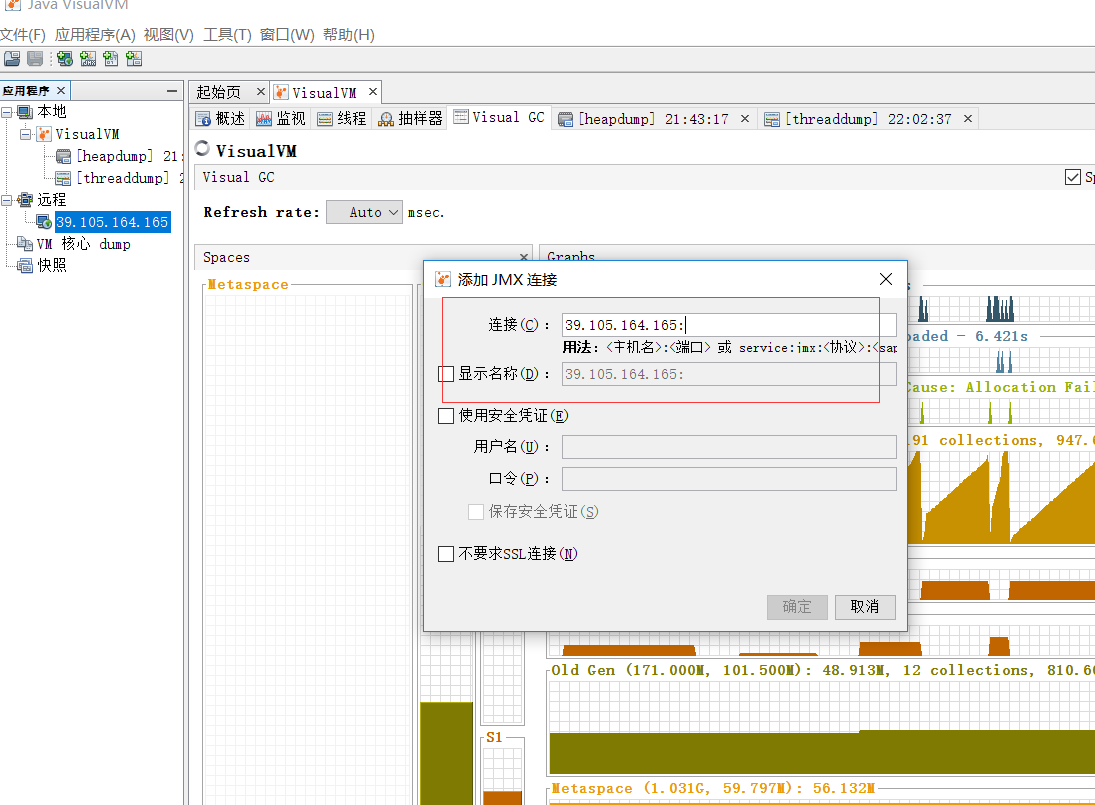 Java VisualVM
文件(F) 应用程序(A) 视图(V) 工具(T) 窗口(W) 帮助(H)
应用程序
起始页
VisualVM
本地
VisualVM
[heapdump] 21:
[threaddump] 2
远程
39.105.164.165
VM 核心 dump
快照
概述 监视 线程 抽样器 Visual GC [heapdump] 21:43:17 [threaddump] 22:02:37
VisualVM
Visual GC
Sp
Refresh rate: Auto msec.
Spaces
Graphs
Metaspace
S1
添加 JMX 连接
连接(C)： 39.105.164.165:
用法：<主机名>:<端口> 或 service:jmx:<协议>:<sap
显示名称(D)： 39.105.164.165:
使用安全凭证(E)
用户名(U)：
口令(P)：
保存安全凭证(S)
不要求SSL连接(N)
确定 取消
s
oaded - 6.421s
Cause: Allocation Fail
191 collections, 947.6
Old Gen (171.000M, 101.500M): 48.913M, 12 collections, 810.60
Metaspace (1.031G, 59.797M): 56.132M